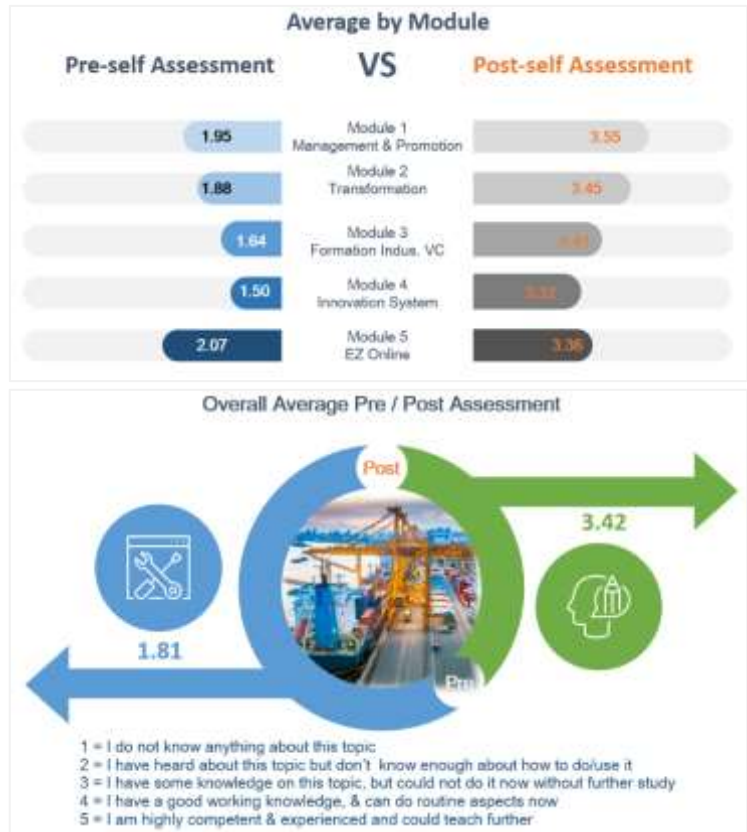 Average by Module
Pre-self Assessment VS Post-self Assessment
1.95 Module 1 3.55
Management & Promotion
1.88 Module 2 3.45
Transformation
1.64 Module 3
Formation Indus. VC
1.50 Module 4 3.32
Innovation System
2.07 Module 5 3.36
EZ Online
Overall Average Pre / Post Assessment
Post
3.42
1.81
Pre
1 = I do not know anything about this topic
2 = I have heard about this topic but don't know enough about how to do/use it
3 = I have some knowledge on this topic, but could not do it now without further study
4 = I have a good working knowledge, & can do routine aspects now
5 = I am highly competent & experienced and could teach further